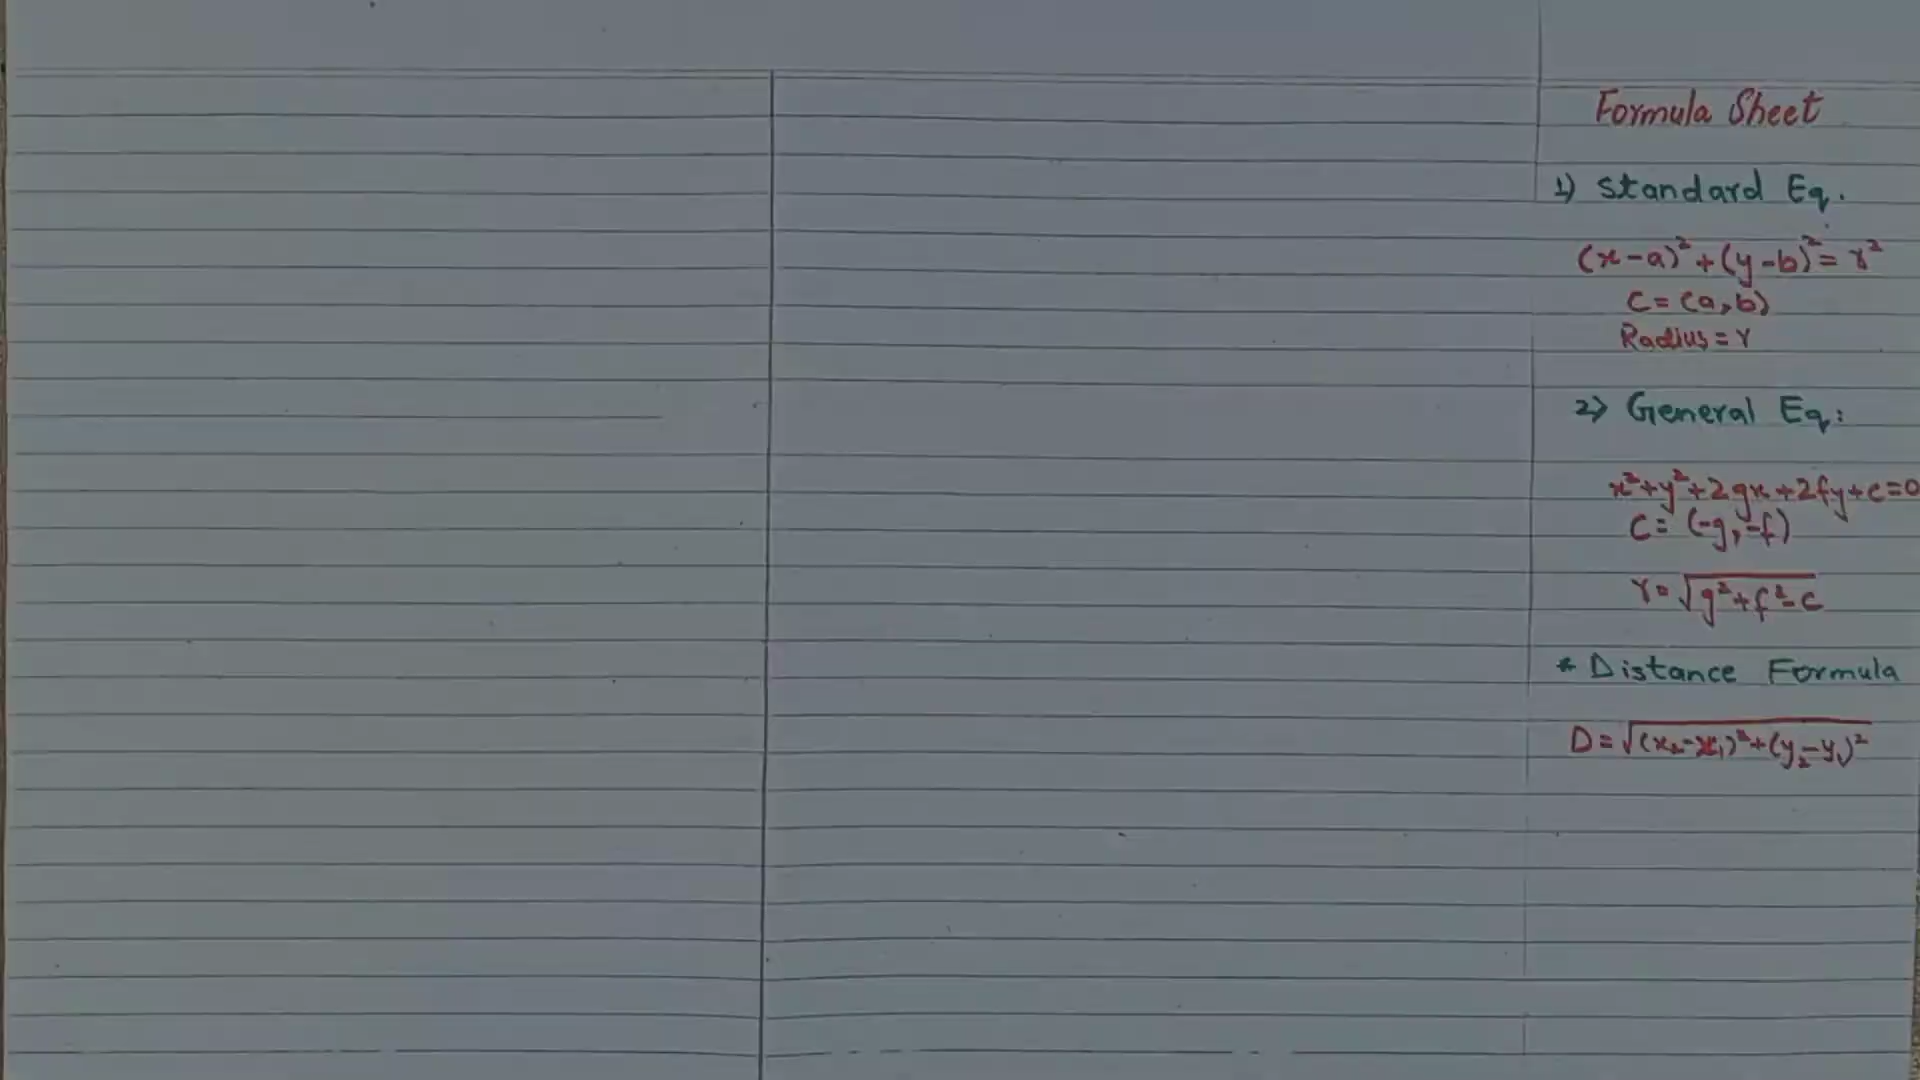 Formula Sheet
1) Standard Eq.
(x-a)²+(y-b)²= r²
C= (a,b)
Radius = r
2) General Eq:
x²+y²+2gx+2fy+c=0
C= (-g,-f)
r= √g²+f²-c
* Distance Formula
D=√(x₂-x₁)²+(y₂-y₁)²